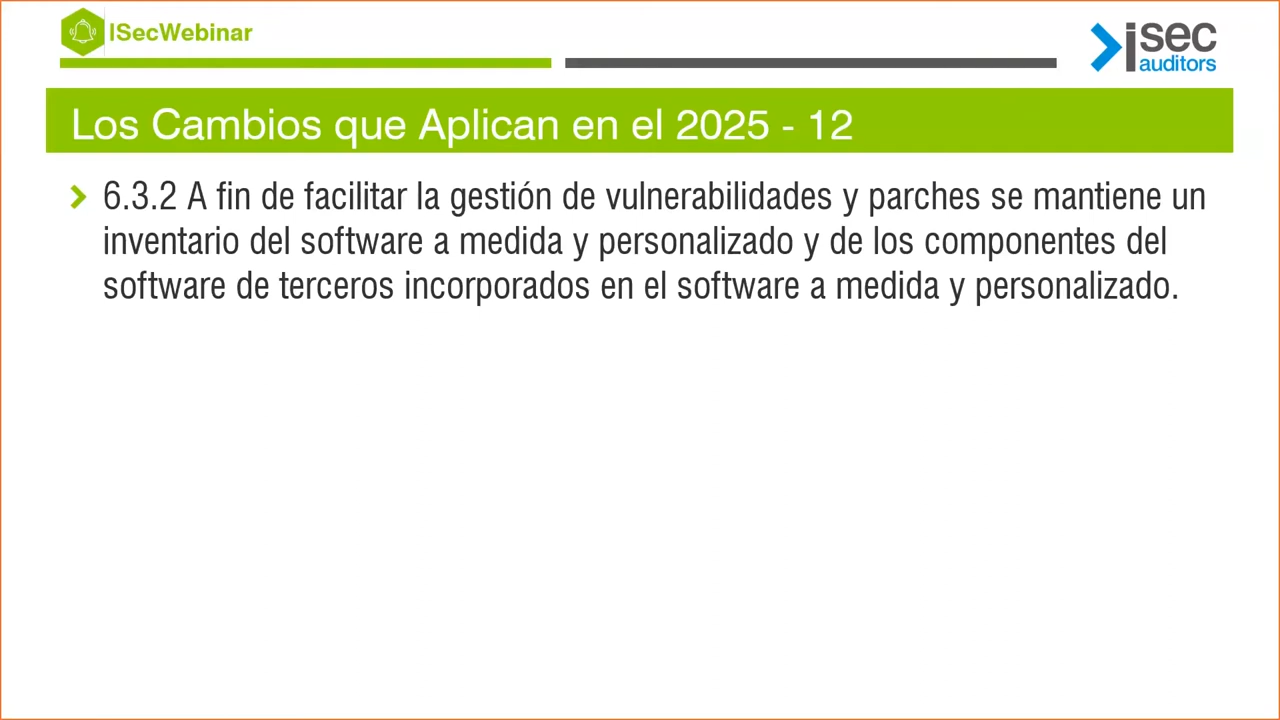 ISecWebinar
isec
auditors
Los Cambios que Aplican en el 2025 - 12
6.3.2 A fin de facilitar la gestión de vulnerabilidades y parches se mantiene un
inventario del software a medida y personalizado y de los componentes del
software de terceros incorporados en el software a medida y personalizado.